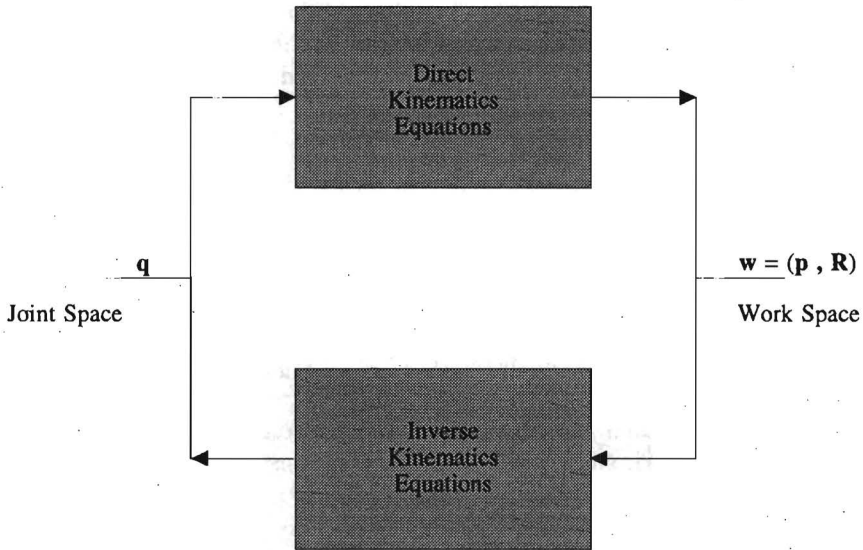 Direct
Kinematics
Equations
q
w = (p , R)
Joint Space
Work Space
Inverse
Kinematics
Equations